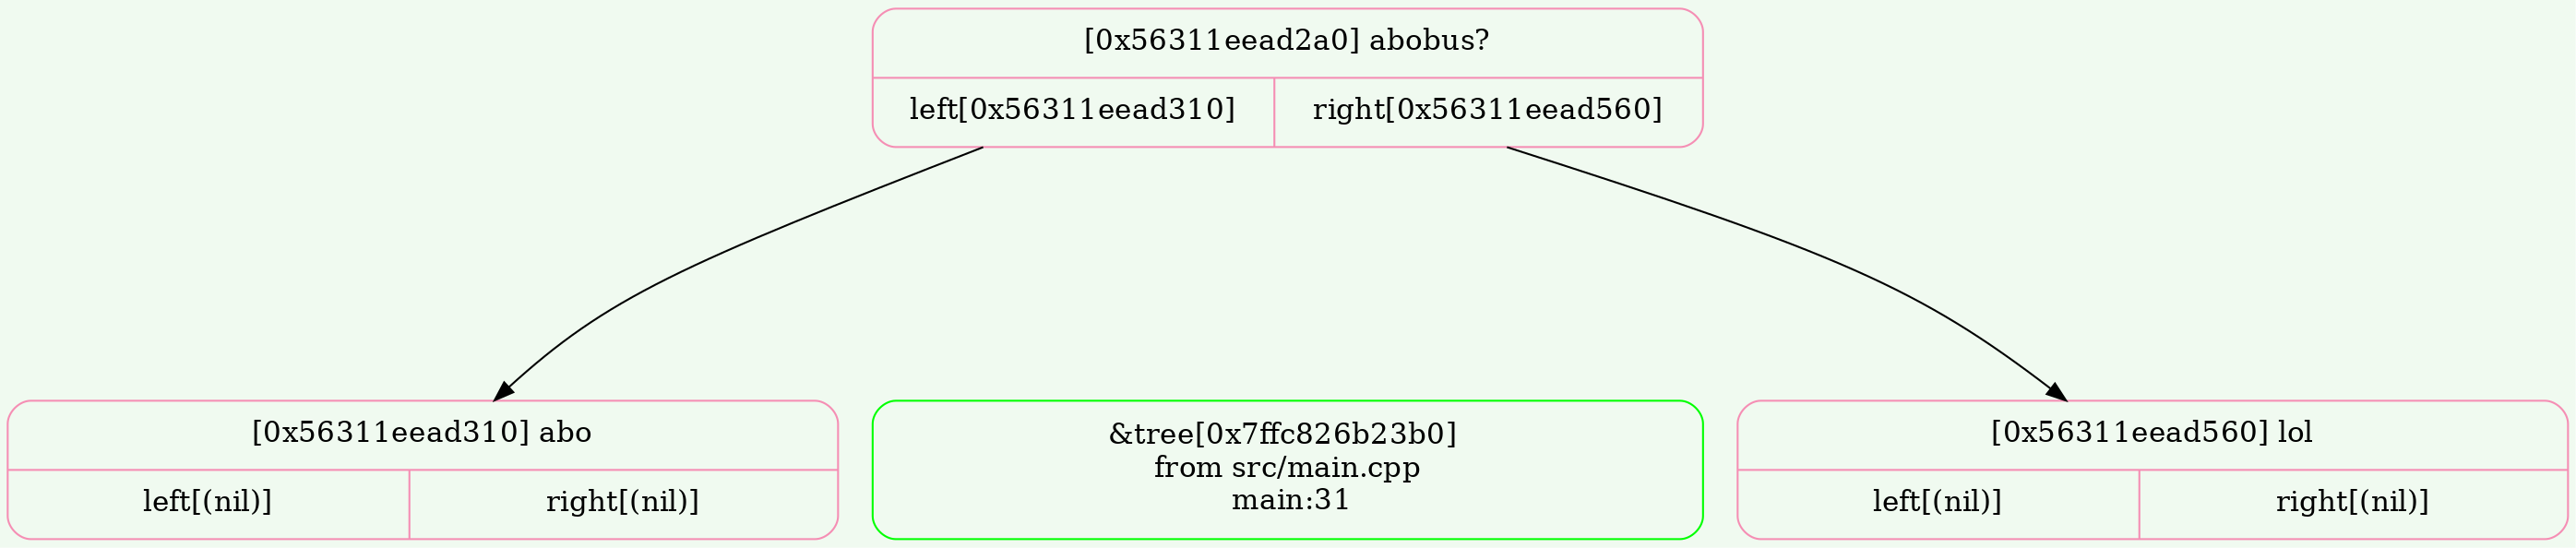 [0x56311eead2a0] abobus?
left[0x56311eead310]
right[0x56311eead560]
[0x56311eead310] abo
left[(nil)]
right[(nil)]
&tree[0x7ffc826b23b0]
from src/main.cpp
main:31
[0x56311eead560] lol
left[(nil)]
right[(nil)]